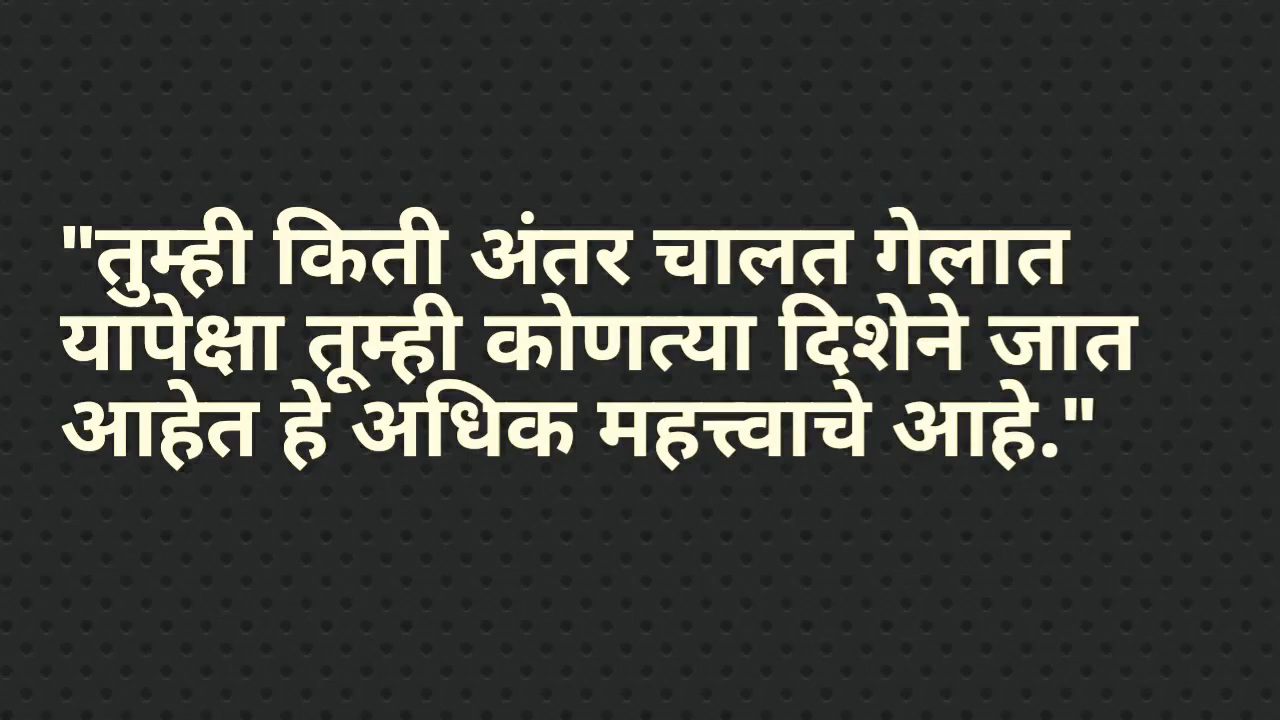 "तुम्ही किती अंतर चालत गेलात
यापेक्षा तूम्ही कोणत्या दिशेने जात
आहेत हे अधिक महत्त्वाचे आहे."